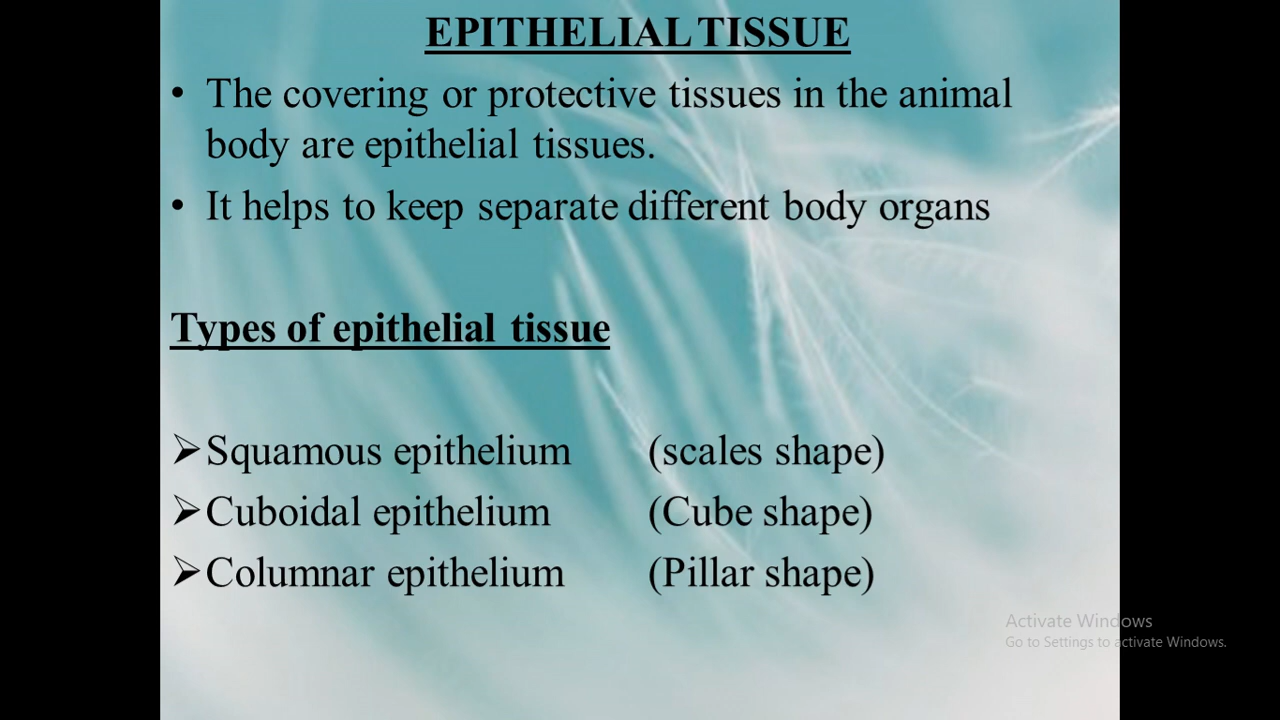 EPITHELIAL TISSUE
• The covering or protective tissues in the animal
body are epithelial tissues.
• It helps to keep separate different body organs
Types of epithelial tissue
➢Squamous epithelium (scales shape)
➢Cuboidal epithelium (Cube shape)
➢Columnar epithelium (Pillar shape)
Activate Windows
Go to Settings to activate Windows.